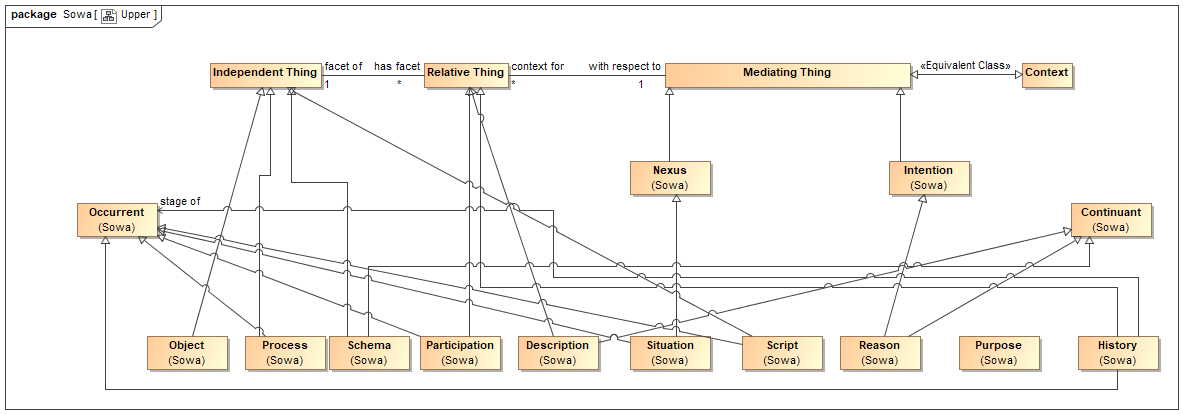 package Sowa [ Upper ]
Independent Thing
facet of
has facet
1
*
Relative Thing
context for
with respect to
*
1
Mediating Thing
«Equivalent Class»
Context
Nexus
(Sowa)
Intention
(Sowa)
Occurrent
(Sowa)
stage of
Continuant
(Sowa)
Object
(Sowa)
Process
(Sowa)
Schema
(Sowa)
Participation
(Sowa)
Description
(Sowa)
Situation
(Sowa)
Script
(Sowa)
Reason
(Sowa)
Purpose
(Sowa)
History
(Sowa)